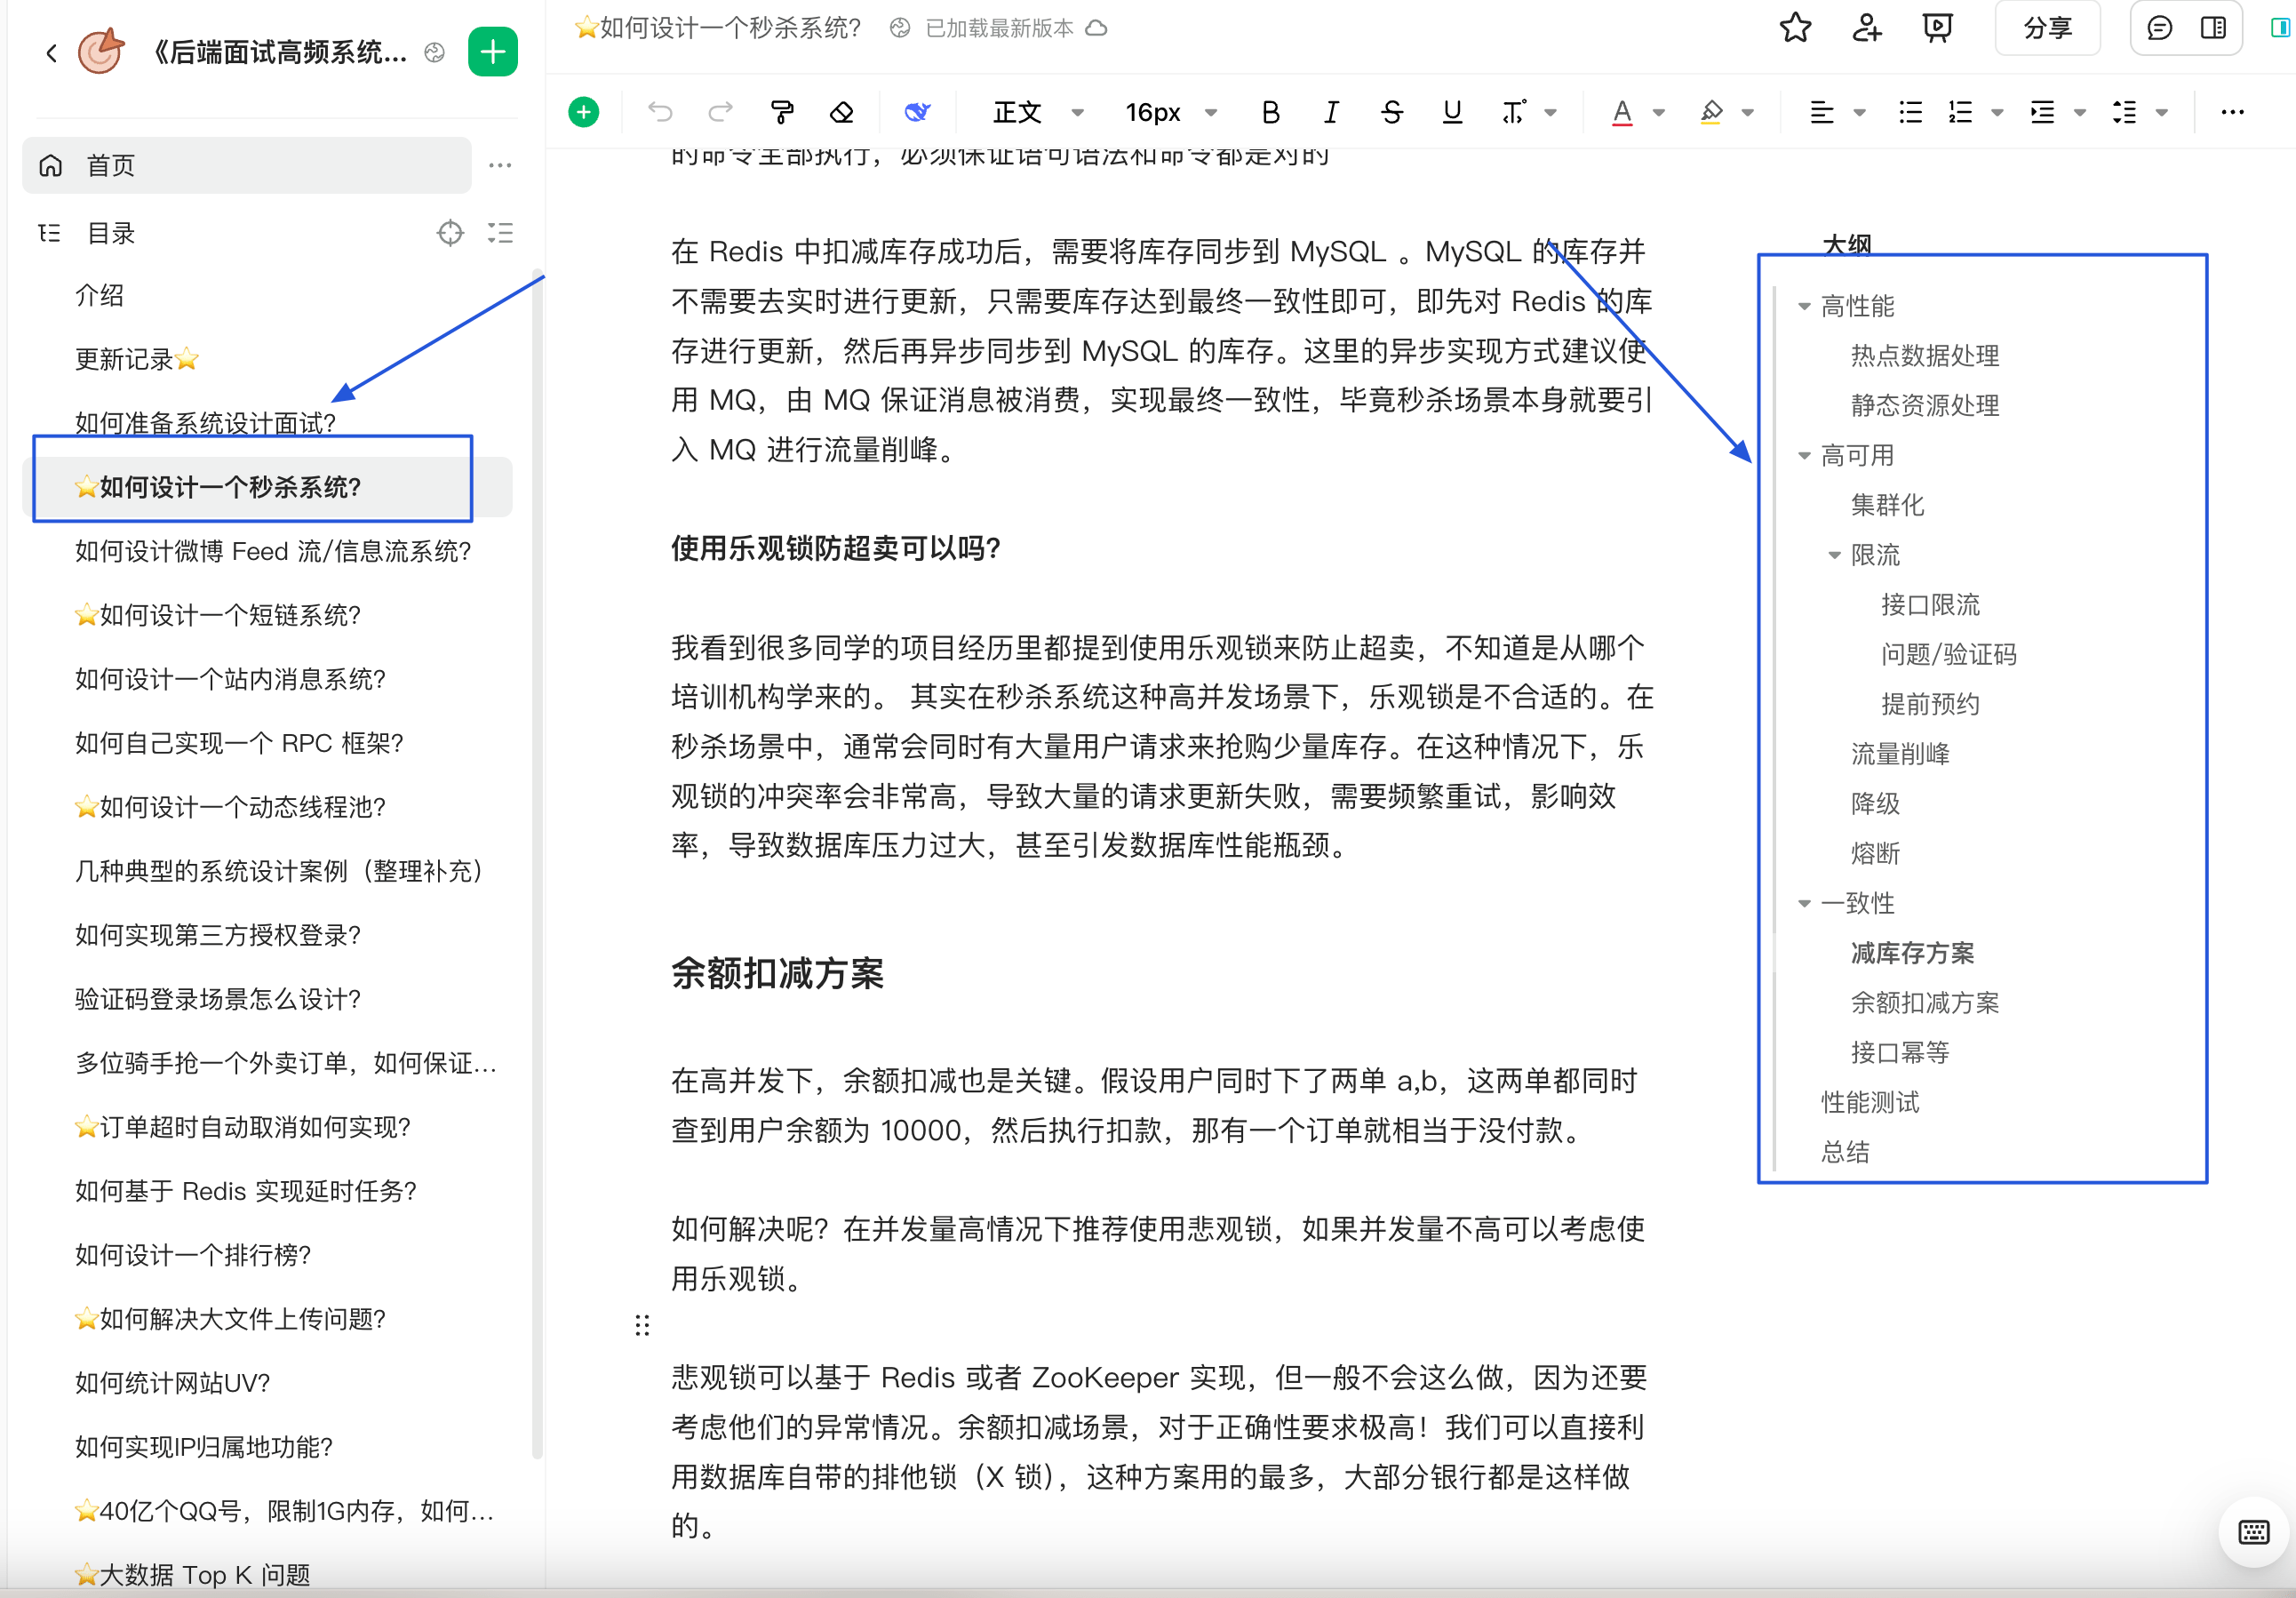 《后端面试高频系统...
首页
目录
介绍
更新记录⭐
如何准备系统设计面试?
⭐如何设计一个秒杀系统?
如何设计微博 Feed 流/信息流系统?
⭐如何设计一个短链系统?
如何设计一个站内消息系统?
如何自己实现一个 RPC 框架?
⭐如何设计一个动态线程池?
几种典型的系统设计案例（整理补充）
如何实现第三方授权登录?
验证码登录场景怎么设计?
多位骑手抢一个外卖订单，如何保证...
⭐订单超时自动取消如何实现?
如何基于 Redis 实现延时任务?
如何设计一个排行榜?
⭐如何解决大文件上传问题?
如何统计网站UV?
如何实现IP归属地功能?
⭐40亿个QQ号，限制1G内存，如何...
⭐大数据 Top K 问题
⭐如何设计一个秒杀系统? 已加载最新版本
分享
正文 16px
的命令全部执行，必须保证语句语法和命令都是对的
在 Redis 中扣减库存成功后，需要将库存同步到 MySQL 。MySQL 的库存并
不需要去实时进行更新，只需要库存达到最终一致性即可，即先对 Redis 的库
存进行更新，然后再异步同步到 MySQL 的库存。这里的异步实现方式建议使
用 MQ，由 MQ 保证消息被消费，实现最终一致性，毕竟秒杀场景本身就要引
入 MQ 进行流量削峰。
使用乐观锁防超卖可以吗?
我看到很多同学的项目经历里都提到使用乐观锁来防止超卖，不知道是从哪个
培训机构学来的。 其实在秒杀系统这种高并发场景下，乐观锁是不合适的。在
秒杀场景中，通常会同时有大量用户请求来抢购少量库存。在这种情况下，乐
观锁的冲突率会非常高，导致大量的请求更新失败，需要频繁重试，影响效
率，导致数据库压力过大，甚至引发数据库性能瓶颈。
余额扣减方案
在高并发下，余额扣减也是关键。假设用户同时下了两单 a,b，这两单都同时
查到用户余额为 10000，然后执行扣款，那有一个订单就相当于没付款。
如何解决呢？在并发量高情况下推荐使用悲观锁，如果并发量不高可以考虑使
用乐观锁。
悲观锁可以基于 Redis 或者 ZooKeeper 实现，但一般不会这么做，因为还要
考虑他们的异常情况。余额扣减场景，对于正确性要求极高！我们可以直接利
用数据库自带的排他锁（X 锁），这种方案用的最多，大部分银行都是这样做
的。
大纲
高性能
热点数据处理
静态资源处理
高可用
集群化
限流
接口限流
问题/验证码
提前预约
流量削峰
降级
熔断
一致性
减库存方案
余额扣减方案
接口幂等
性能测试
总结